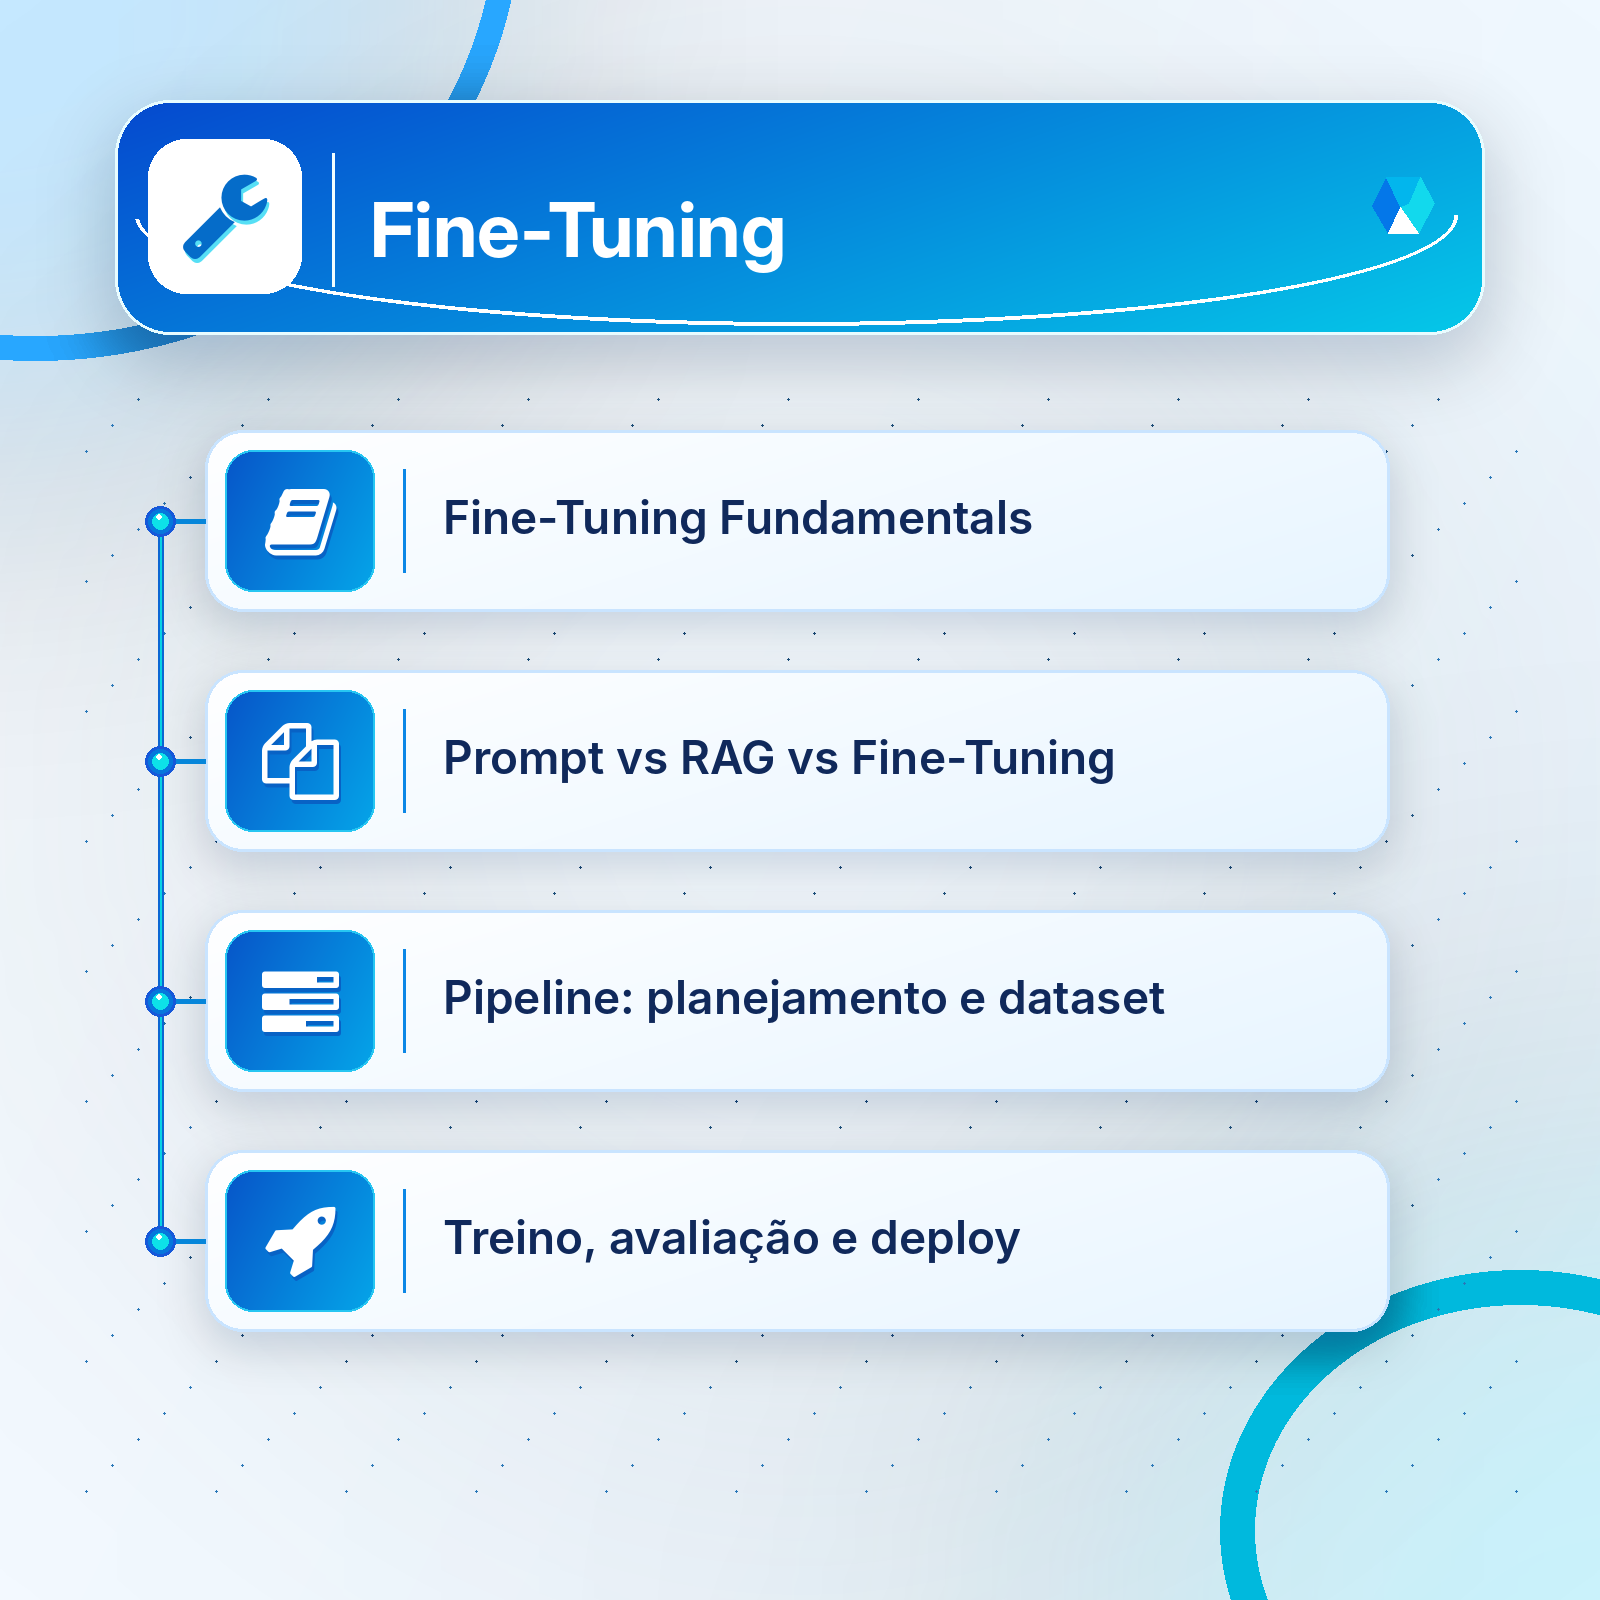 Fine-Tuning
Fine-Tuning Fundamentals
Prompt vs RAG vs Fine-Tuning
Pipeline: planejamento e dataset
Treino, avaliação e deploy